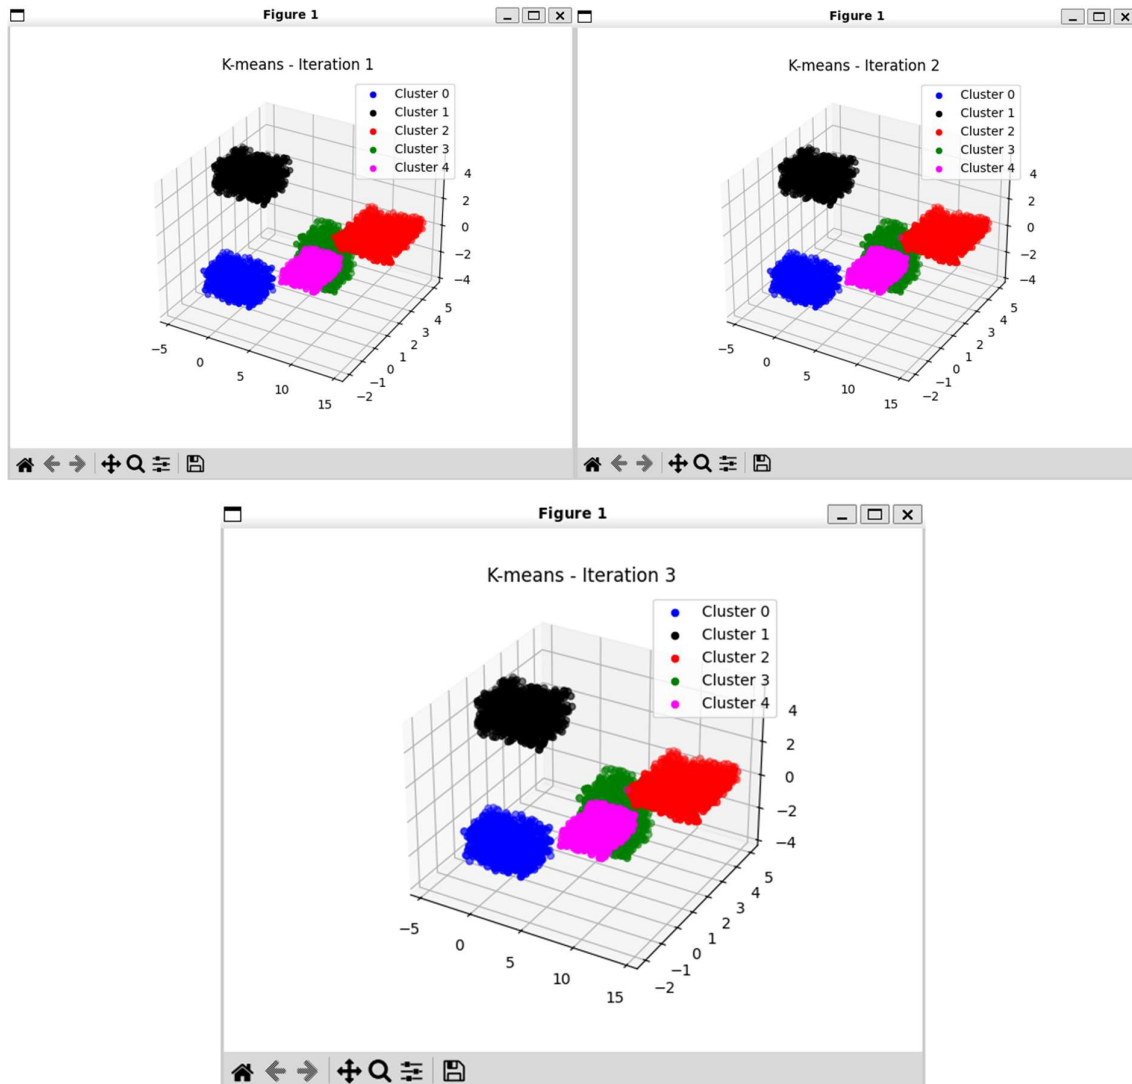 Figure 1
K-means - Iteration 1
Cluster 0
Cluster 1
Cluster 2
Cluster 3
Cluster 4
4
2
0
−2
−4
5
4
3
2
1
0
−1
−2
−5
0
5
10
15
Figure 1
K-means - Iteration 2
Cluster 0
Cluster 1
Cluster 2
Cluster 3
Cluster 4
4
2
0
−2
−4
5
4
3
2
1
0
−1
−2
−5
0
5
10
15
Figure 1
K-means - Iteration 3
Cluster 0
Cluster 1
Cluster 2
Cluster 3
Cluster 4
4
2
0
−2
−4
5
4
3
2
1
0
−1
−2
−5
0
5
10
15